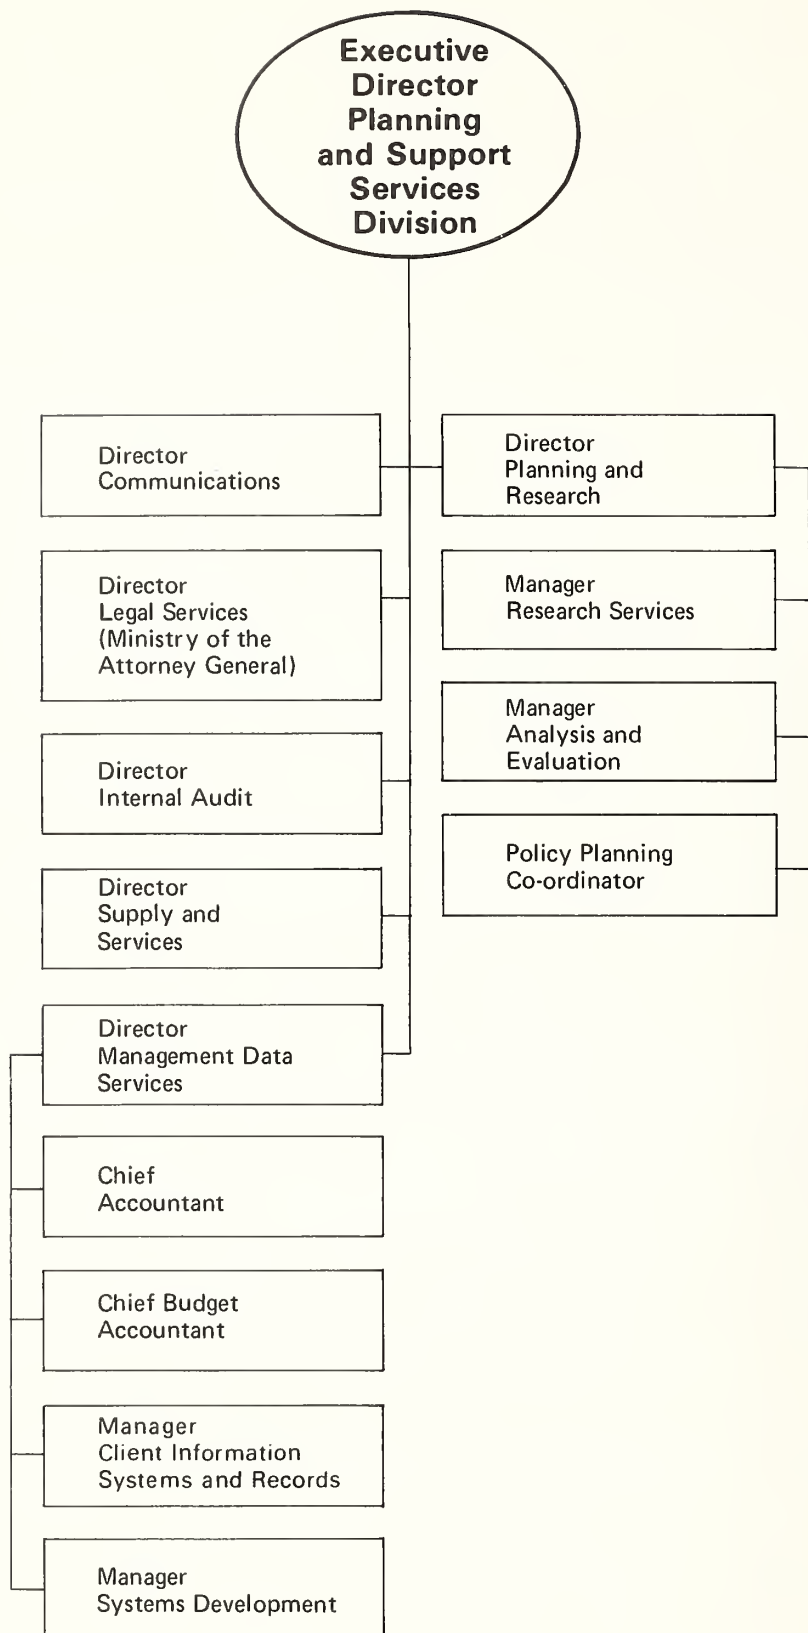 Executive
Director
Planning
and Support
Services
Division
Director
Communications
Director
Legal Services
(Ministry of the
Attorney General)
Director
Internal Audit
Director
Supply and
Services
Director
Management Data
Services
Chief
Accountant
Chief Budget
Accountant
Manager
Client Information
Systems and Records
Manager
Systems Development
Director
Planning and
Research
Manager
Research Services
Manager
Analysis and
Evaluation
Policy Planning
Co-ordinator